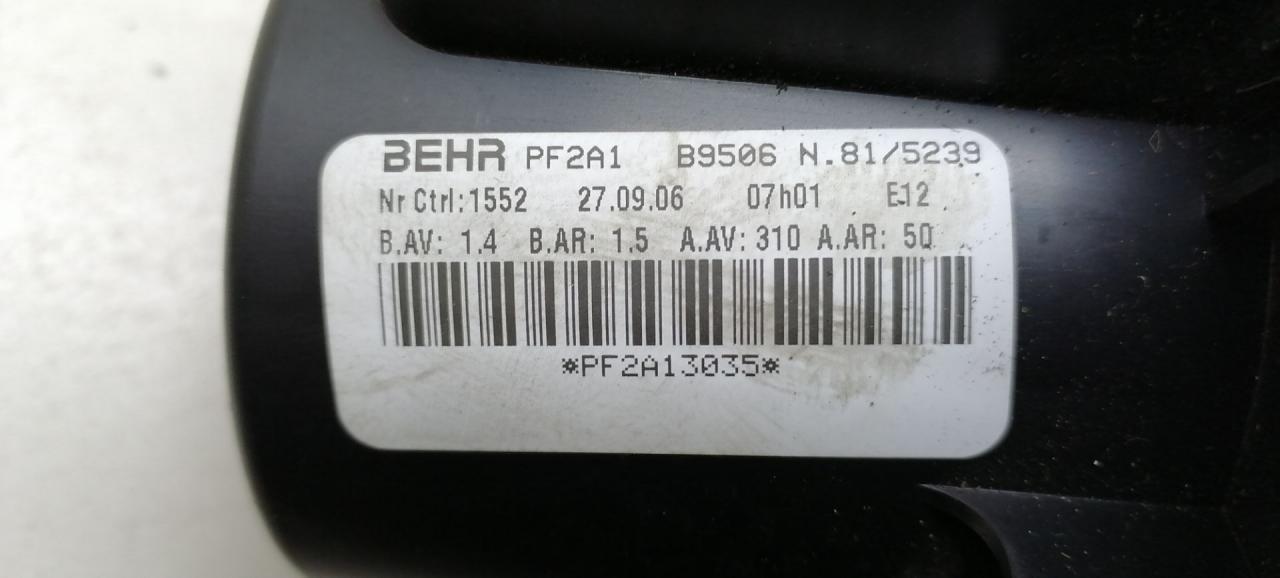 BEHR PF2A1 B9506 N.81/5239
Nr Ctrl:1552 27.09.06 07h01 E12
B.AV: 1.4 B.AR: 1.5 A.AV: 310 A.AR: 50
*PF2A13035*